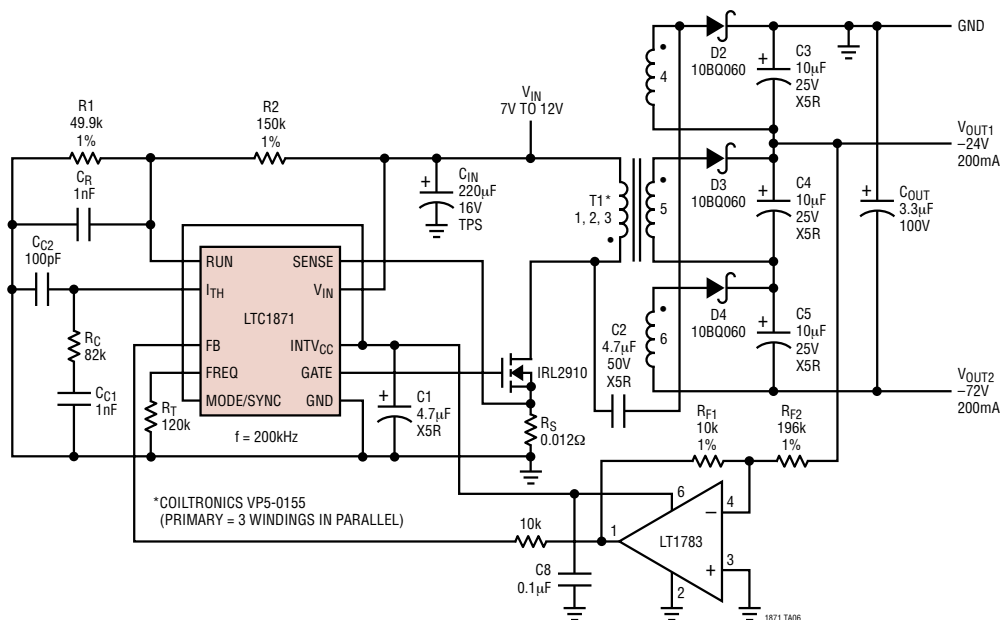 D2
10BQ060
C3
10µF
25V
X5R
GND
4
R1
49.9k
1%
R2
150k
1%
V_IN
7V TO 12V
V_OUT1
–24V
200mA
C_R
1nF
C_IN
220µF
16V
TPS
T1*
1, 2, 3
5
D3
10BQ060
C4
10µF
25V
X5R
C_OUT
3.3µF
100V
C_C2
100pF
RUN
SENSE
I_TH
V_IN
LTC1871
FB
INTV_CC
FREQ
GATE
MODE/SYNC
GND
f = 200kHz
R_C
82k
C_C1
1nF
R_T
120k
C1
4.7µF
X5R
IRL2910
R_S
0.012Ω
C2
4.7µF
50V
X5R
6
D4
10BQ060
C5
10µF
25V
X5R
V_OUT2
–72V
200mA
R_F1
10k
1%
R_F2
196k
1%
*COILTRONICS VP5-0155
(PRIMARY = 3 WINDINGS IN PARALLEL)
10k
C8
0.1µF
1
6
4
–
LT1783
+
3
2
1871 TA06